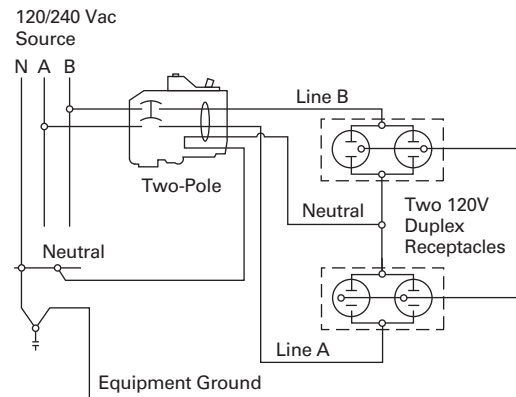 120/240 Vac
Source
N A B
Line B
Two-Pole
Neutral
Two 120V
Duplex
Receptacles
Neutral
Line A
Equipment Ground